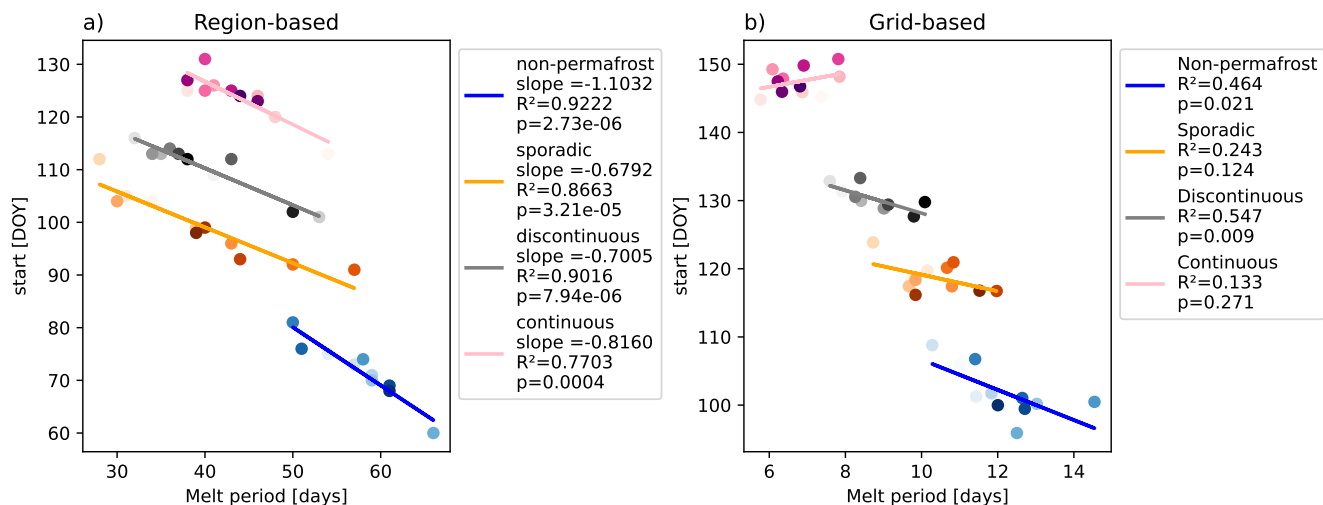 a)
Region-based
130
120
110
100
90
80
70
60
start [DOY]
30
40
50
60
Melt period [days]
non-permafrost
slope =-1.1032
R²=0.9222
p=2.73e-06
sporadic
slope =-0.6792
R²=0.8663
p=3.21e-05
discontinuous
slope =-0.7005
R²=0.9016
p=7.94e-06
continuous
slope =-0.8160
R²=0.7703
p=0.0004
b)
Grid-based
150
140
130
120
110
100
start [DOY]
6
8
10
12
14
Melt period [days]
Non-permafrost
R²=0.464
p=0.021
Sporadic
R²=0.243
p=0.124
Discontinuous
R²=0.547
p=0.009
Continuous
R²=0.133
p=0.271